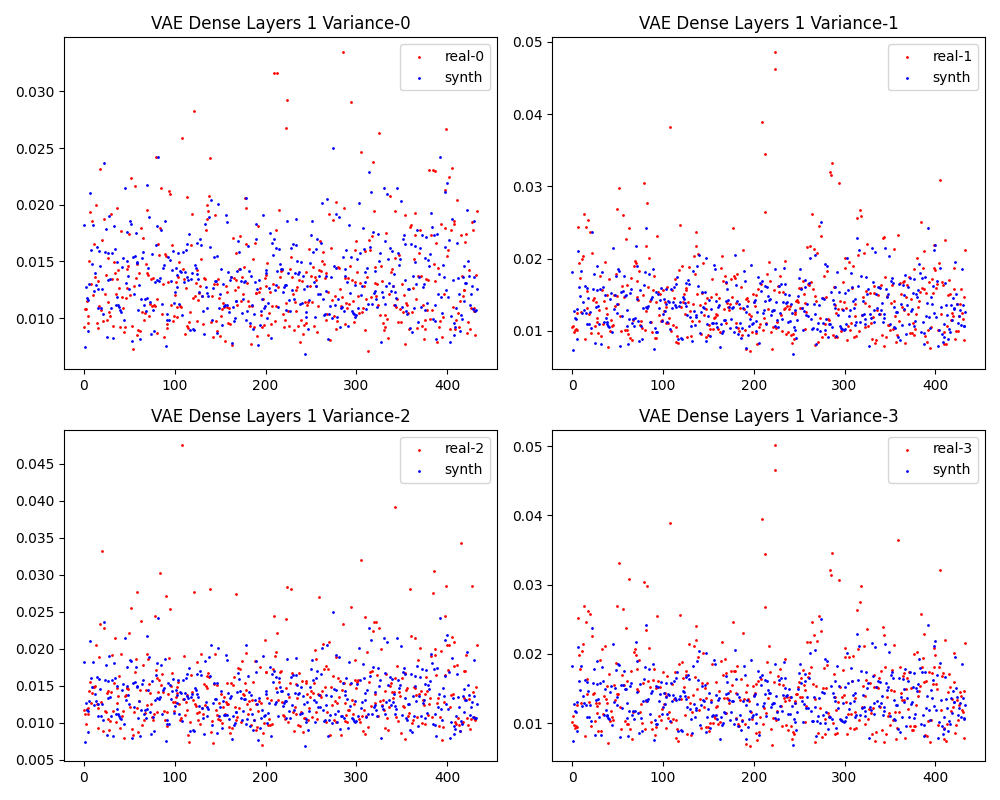 VAE Dense Layers 1 Variance-0
real-0
synth
0.030
0.025
0.020
0.015
0.010
0 100 200 300 400
VAE Dense Layers 1 Variance-1
real-1
synth
0.05
0.04
0.03
0.02
0.01
0 100 200 300 400
VAE Dense Layers 1 Variance-2
real-2
synth
0.045
0.040
0.035
0.030
0.025
0.020
0.015
0.010
0.005
0 100 200 300 400
VAE Dense Layers 1 Variance-3
real-3
synth
0.05
0.04
0.03
0.02
0.01
0 100 200 300 400